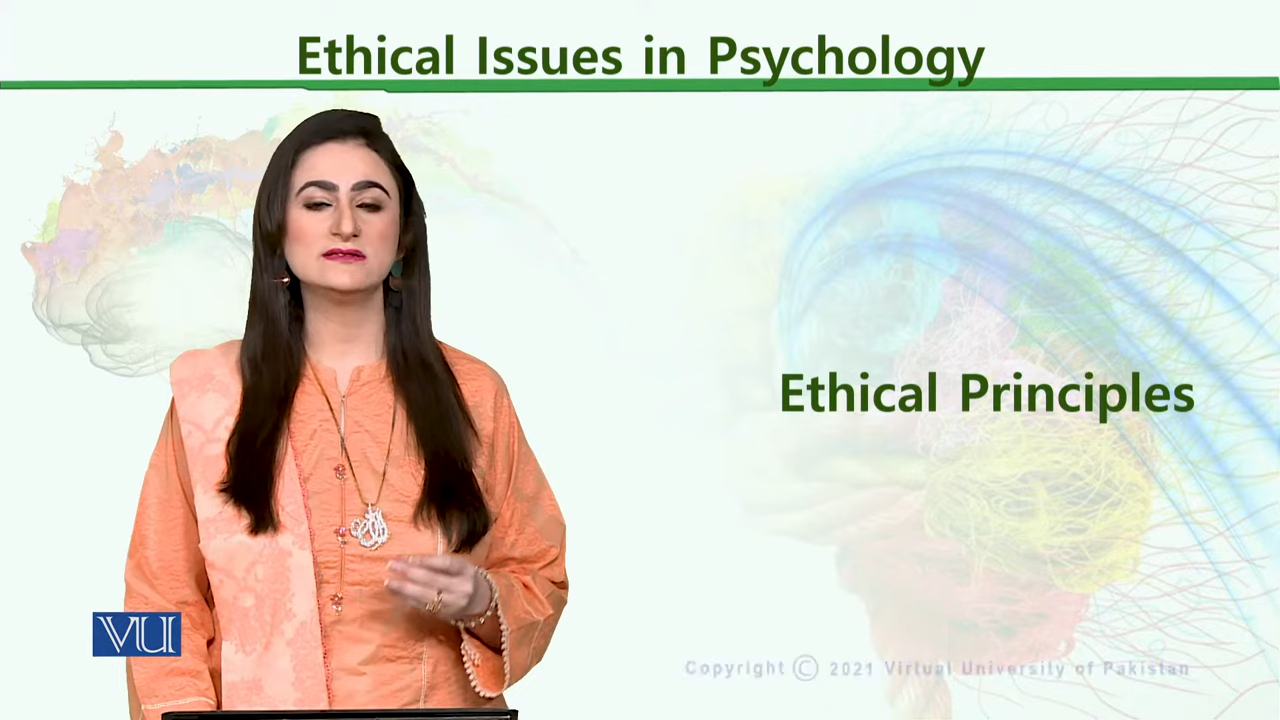 Ethical Issues in Psychology
Ethical Principles
VU
Copyright Ⓒ 2021 Virtual University of Pakistan